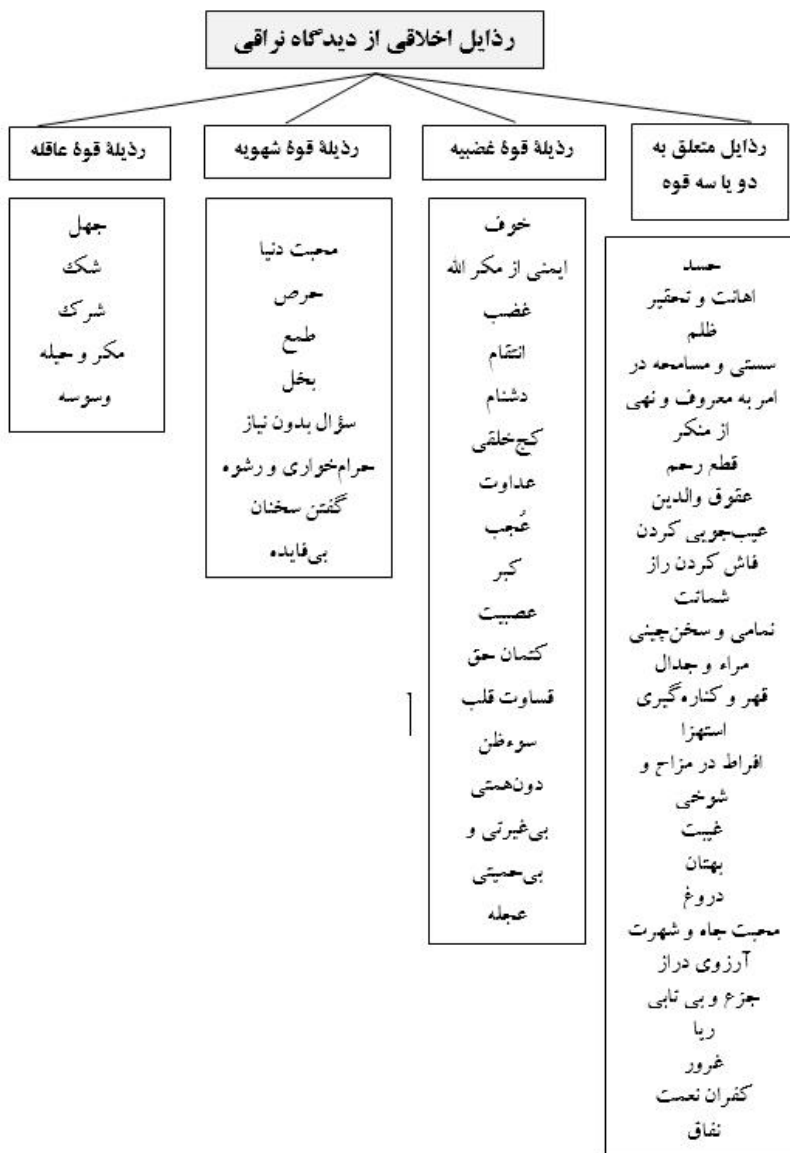 رذایل اخلاقی از دیدگاه نراقی
رذایل متعلق به
دو یا سه قوه
حسد
اهانت و تحقیر
ظلم
سستی و مسامحه در
امر به معروف و نهی
از منکر
قطع رحم
عقوق والدین
عیب‌جویی کردن
فاش کردن راز
شماتت
نمامی و سخن‌چینی
مراء و جدال
قهر و کناره‌گیری
استهزا
افراط در مزاح و
شوخی
غیبت
بهتان
دروغ
محبت جاه و شهرت
آرزوی دراز
جزع و بی تابی
ریا
غرور
کفران نعمت
نفاق
رذیلۀ قوۀ غضبیه
خوف
ایمنی از مکر الله
غضب
انتقام
دشنام
کج‌خلقی
عداوت
عُجب
کبر
عصبیت
کتمان حق
قساوت قلب
سوءظن
دون‌همتی
بی‌غیرتی و
بی‌حمیتی
عجله
رذیلۀ قوۀ شهویه
محبت دنیا
حرص
طمع
بخل
سؤال بدون نیاز
حرام‌خواری و رشوه
گفتن سخنان
بی‌فایده
رذیلۀ قوۀ عاقله
جهل
شک
شرک
مکر و حیله
وسوسه